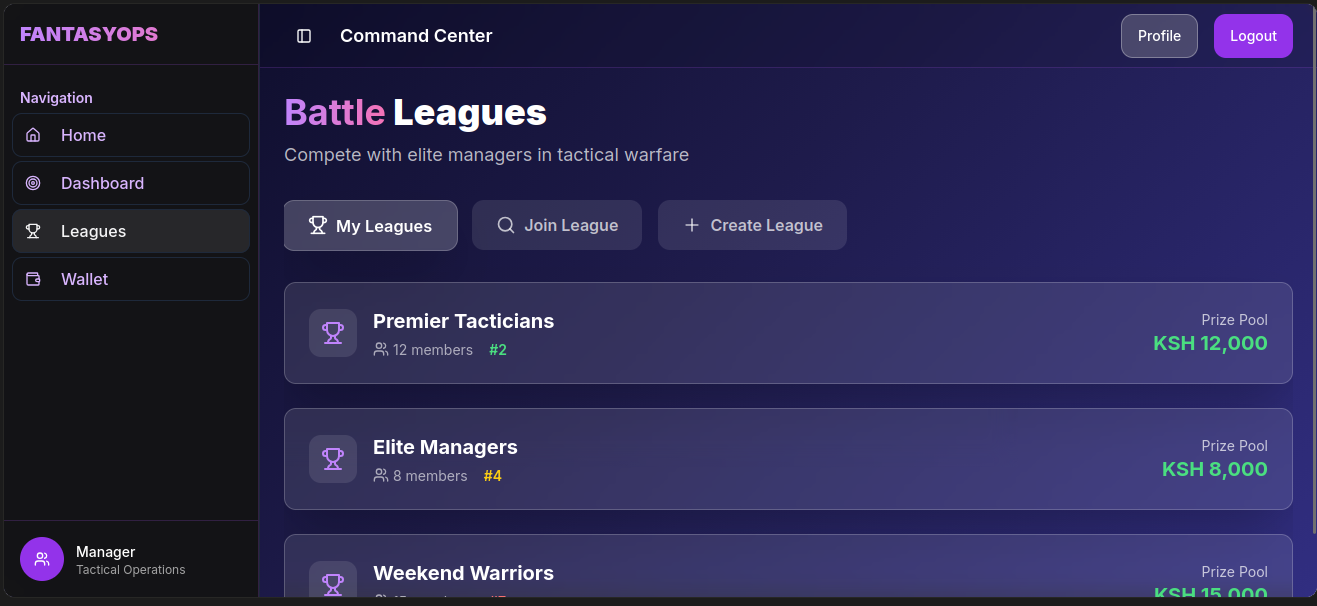 FANTASYOPS
Command Center
Profile
Logout
Navigation
Home
Dashboard
Leagues
Wallet
Battle Leagues
Compete with elite managers in tactical warfare
My Leagues
Join League
Create League
Premier Tacticians
12 members #2
Prize Pool
KSH 12,000
Elite Managers
8 members #4
Prize Pool
KSH 8,000
Weekend Warriors
Prize Pool
KSH 15,000
Manager
Tactical Operations